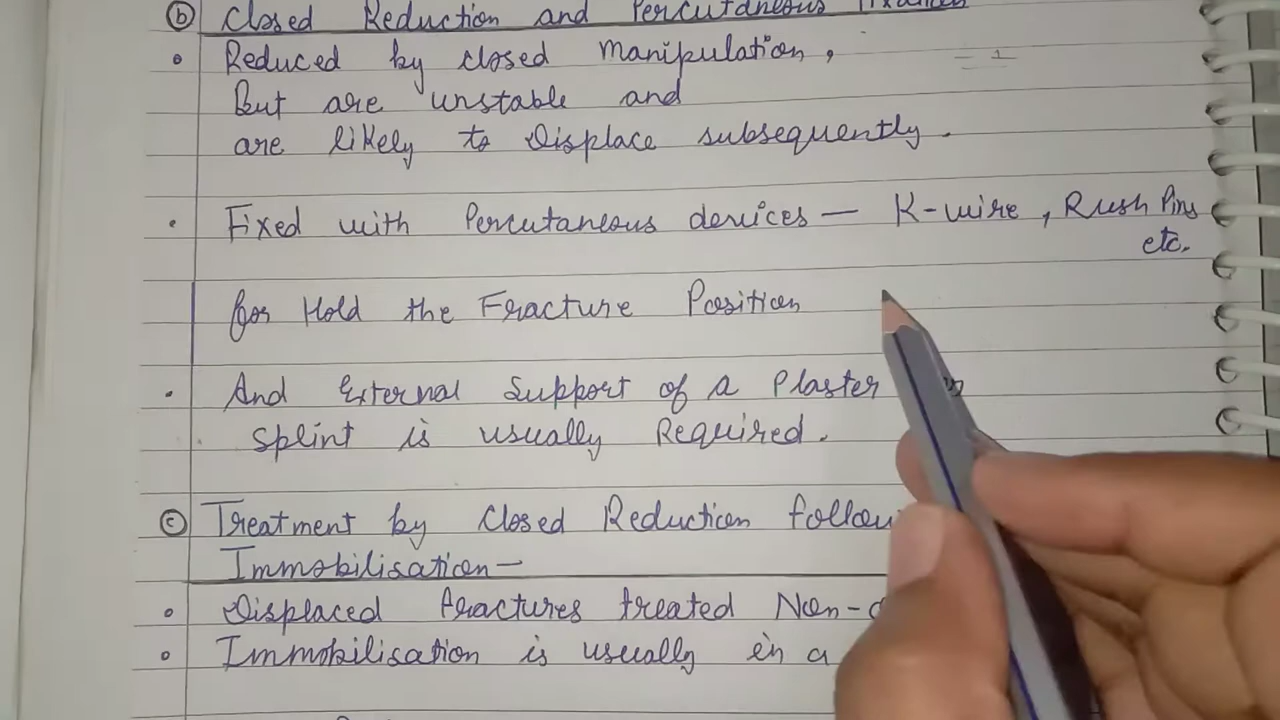 ⓑ Closed Reduction and Percutaneous Fixation
• Reduced by closed manipulation,
But are unstable and
are likely to Displace subsequently.
• Fixed with Percutaneous devices — K-wire, Rush Pins
etc.
for Hold the Fracture Position
• And External Support of a Plaster
splint is usually Required.
ⓒ Treatment by Closed Reduction
Immobilisation —
• Displaced fractures treated Non-
• Immobilisation is usually in a